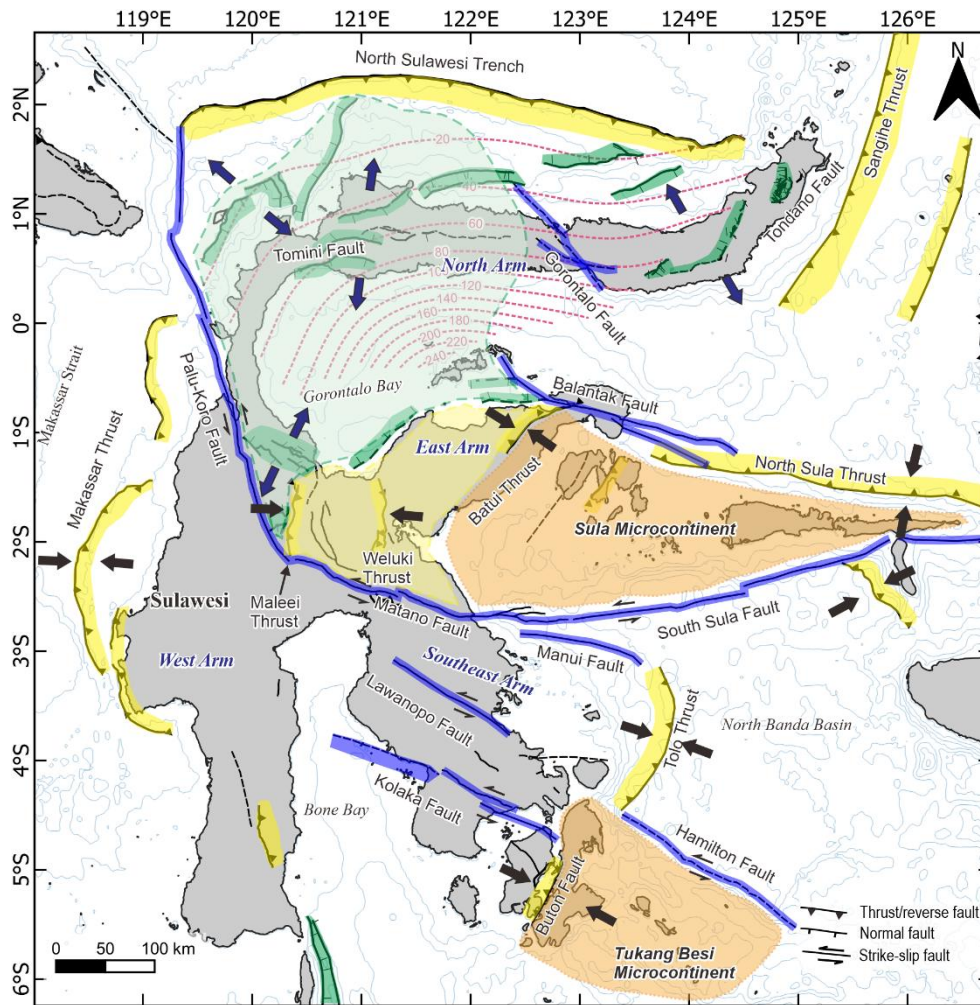 119°E
120°E
121°E
122°E
123°E
124°E
125°E
126°E
2°N
1°N
0°
1°S
2°S
3°S
4°S
5°S
6°S
N
North Sulawesi Trench
Sangihe Thrust
Tondano Fault
20
40
60
80
100
120
140
160
180
200
220
240
Tomini Fault
North Arm
Gorontalo Fault
Makassar Strait
Palu-Koro Fault
Gorontalo Bay
Balantak Fault
Makassar Thrust
East Arm
Batui Thrust
North Sula Thrust
Sula Microcontinent
Weluki
Thrust
Sulawesi
Maleei
Thrust
Matano Fault
South Sula Fault
West Arm
Southeast Arm
Manui Fault
Lawanopo Fault
Tolo Thrust
North Banda Basin
Kolaka Fault
Bone Bay
Hamilton Fault
Buton Fault
Tukang Besi
Microcontinent
0 50 100 km
Thrust/reverse fault
Normal fault
Strike-slip fault